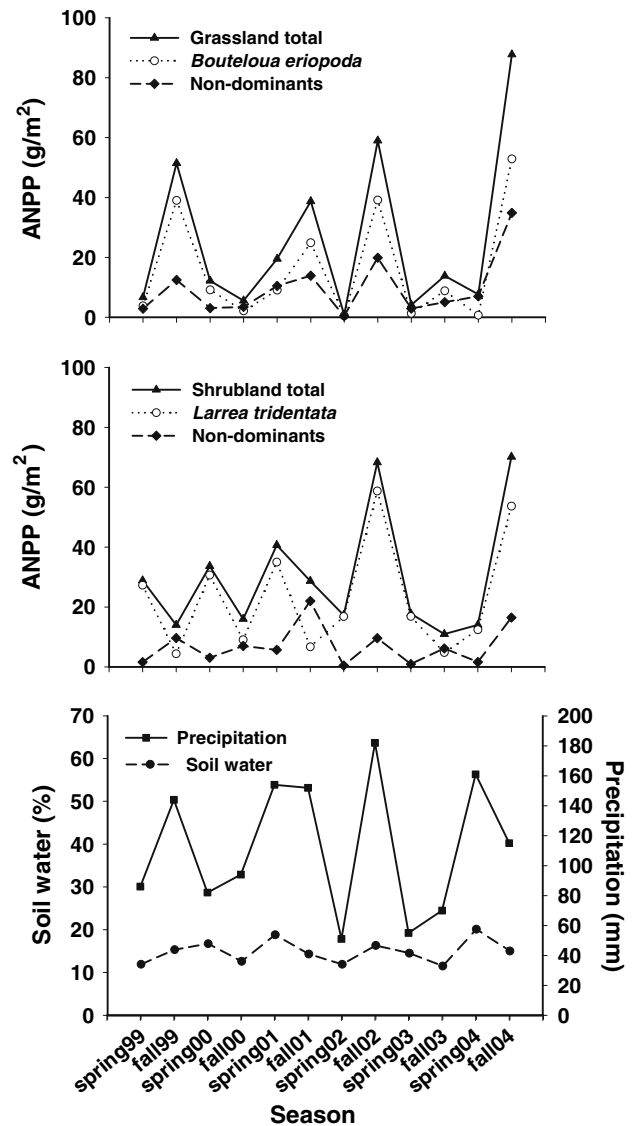 100
80
60
40
20
0
ANPP (g/m²)
Grassland total
Bouteloua eriopoda
Non-dominants
100
80
60
40
20
0
ANPP (g/m²)
Shrubland total
Larrea tridentata
Non-dominants
70
60
50
40
30
20
10
0
Soil water (%)
Precipitation
Soil water
200
180
160
140
120
100
80
60
40
20
0
Precipitation (mm)
spring99
fall99
spring00
fall00
spring01
fall01
spring02
fall02
spring03
fall03
spring04
fall04
Season